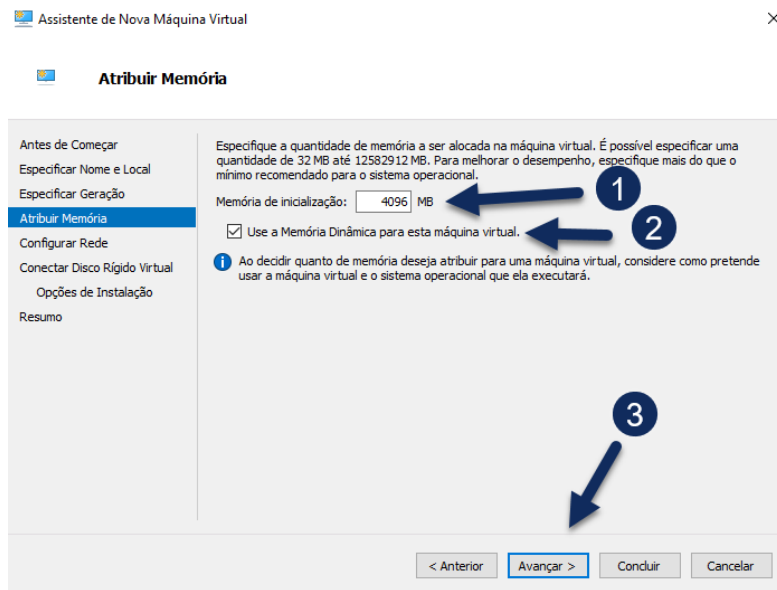 Assistente de Nova Máquina Virtual
Atribuir Memória
Antes de Começar
Especificar Nome e Local
Especificar Geração
Atribuir Memória
Configurar Rede
Conectar Disco Rígido Virtual
Opções de Instalação
Resumo
Especifique a quantidade de memória a ser alocada na máquina virtual. É possível especificar uma
quantidade de 32 MB até 12582912 MB. Para melhorar o desempenho, especifique mais do que o
mínimo recomendado para o sistema operacional.
Memória de inicialização: 4096 MB
1
Use a Memória Dinâmica para esta máquina virtual.
2
Ao decidir quanto de memória deseja atribuir para uma máquina virtual, considere como pretende
usar a máquina virtual e o sistema operacional que ela executará.
3
< Anterior Avançar > Concluir Cancelar